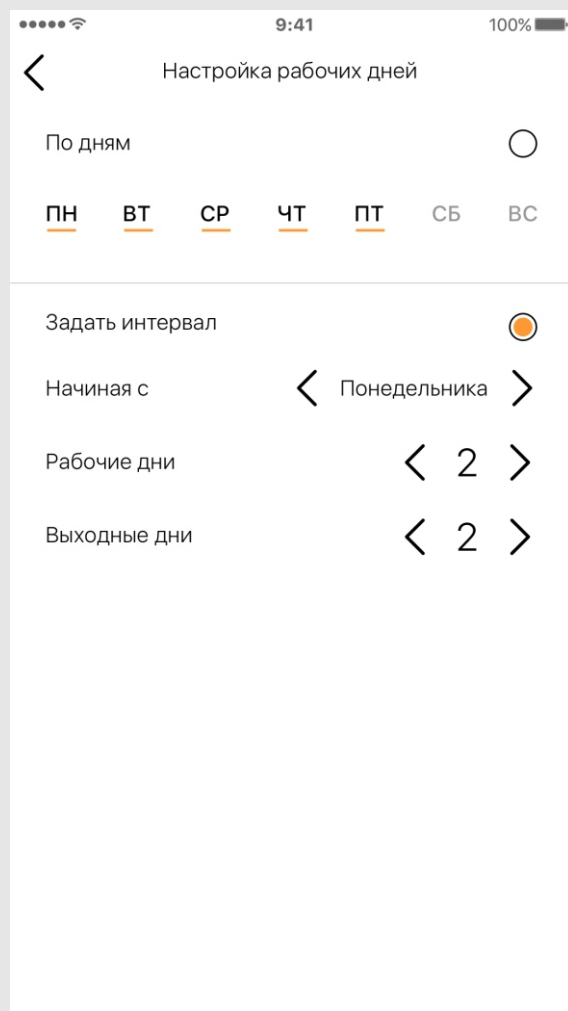 9:41 100%
Настройка рабочих дней
По дням
ПН ВТ СР ЧТ ПТ СБ ВС
Задать интервал
Начиная с Понедельника
Рабочие дни 2
Выходные дни 2